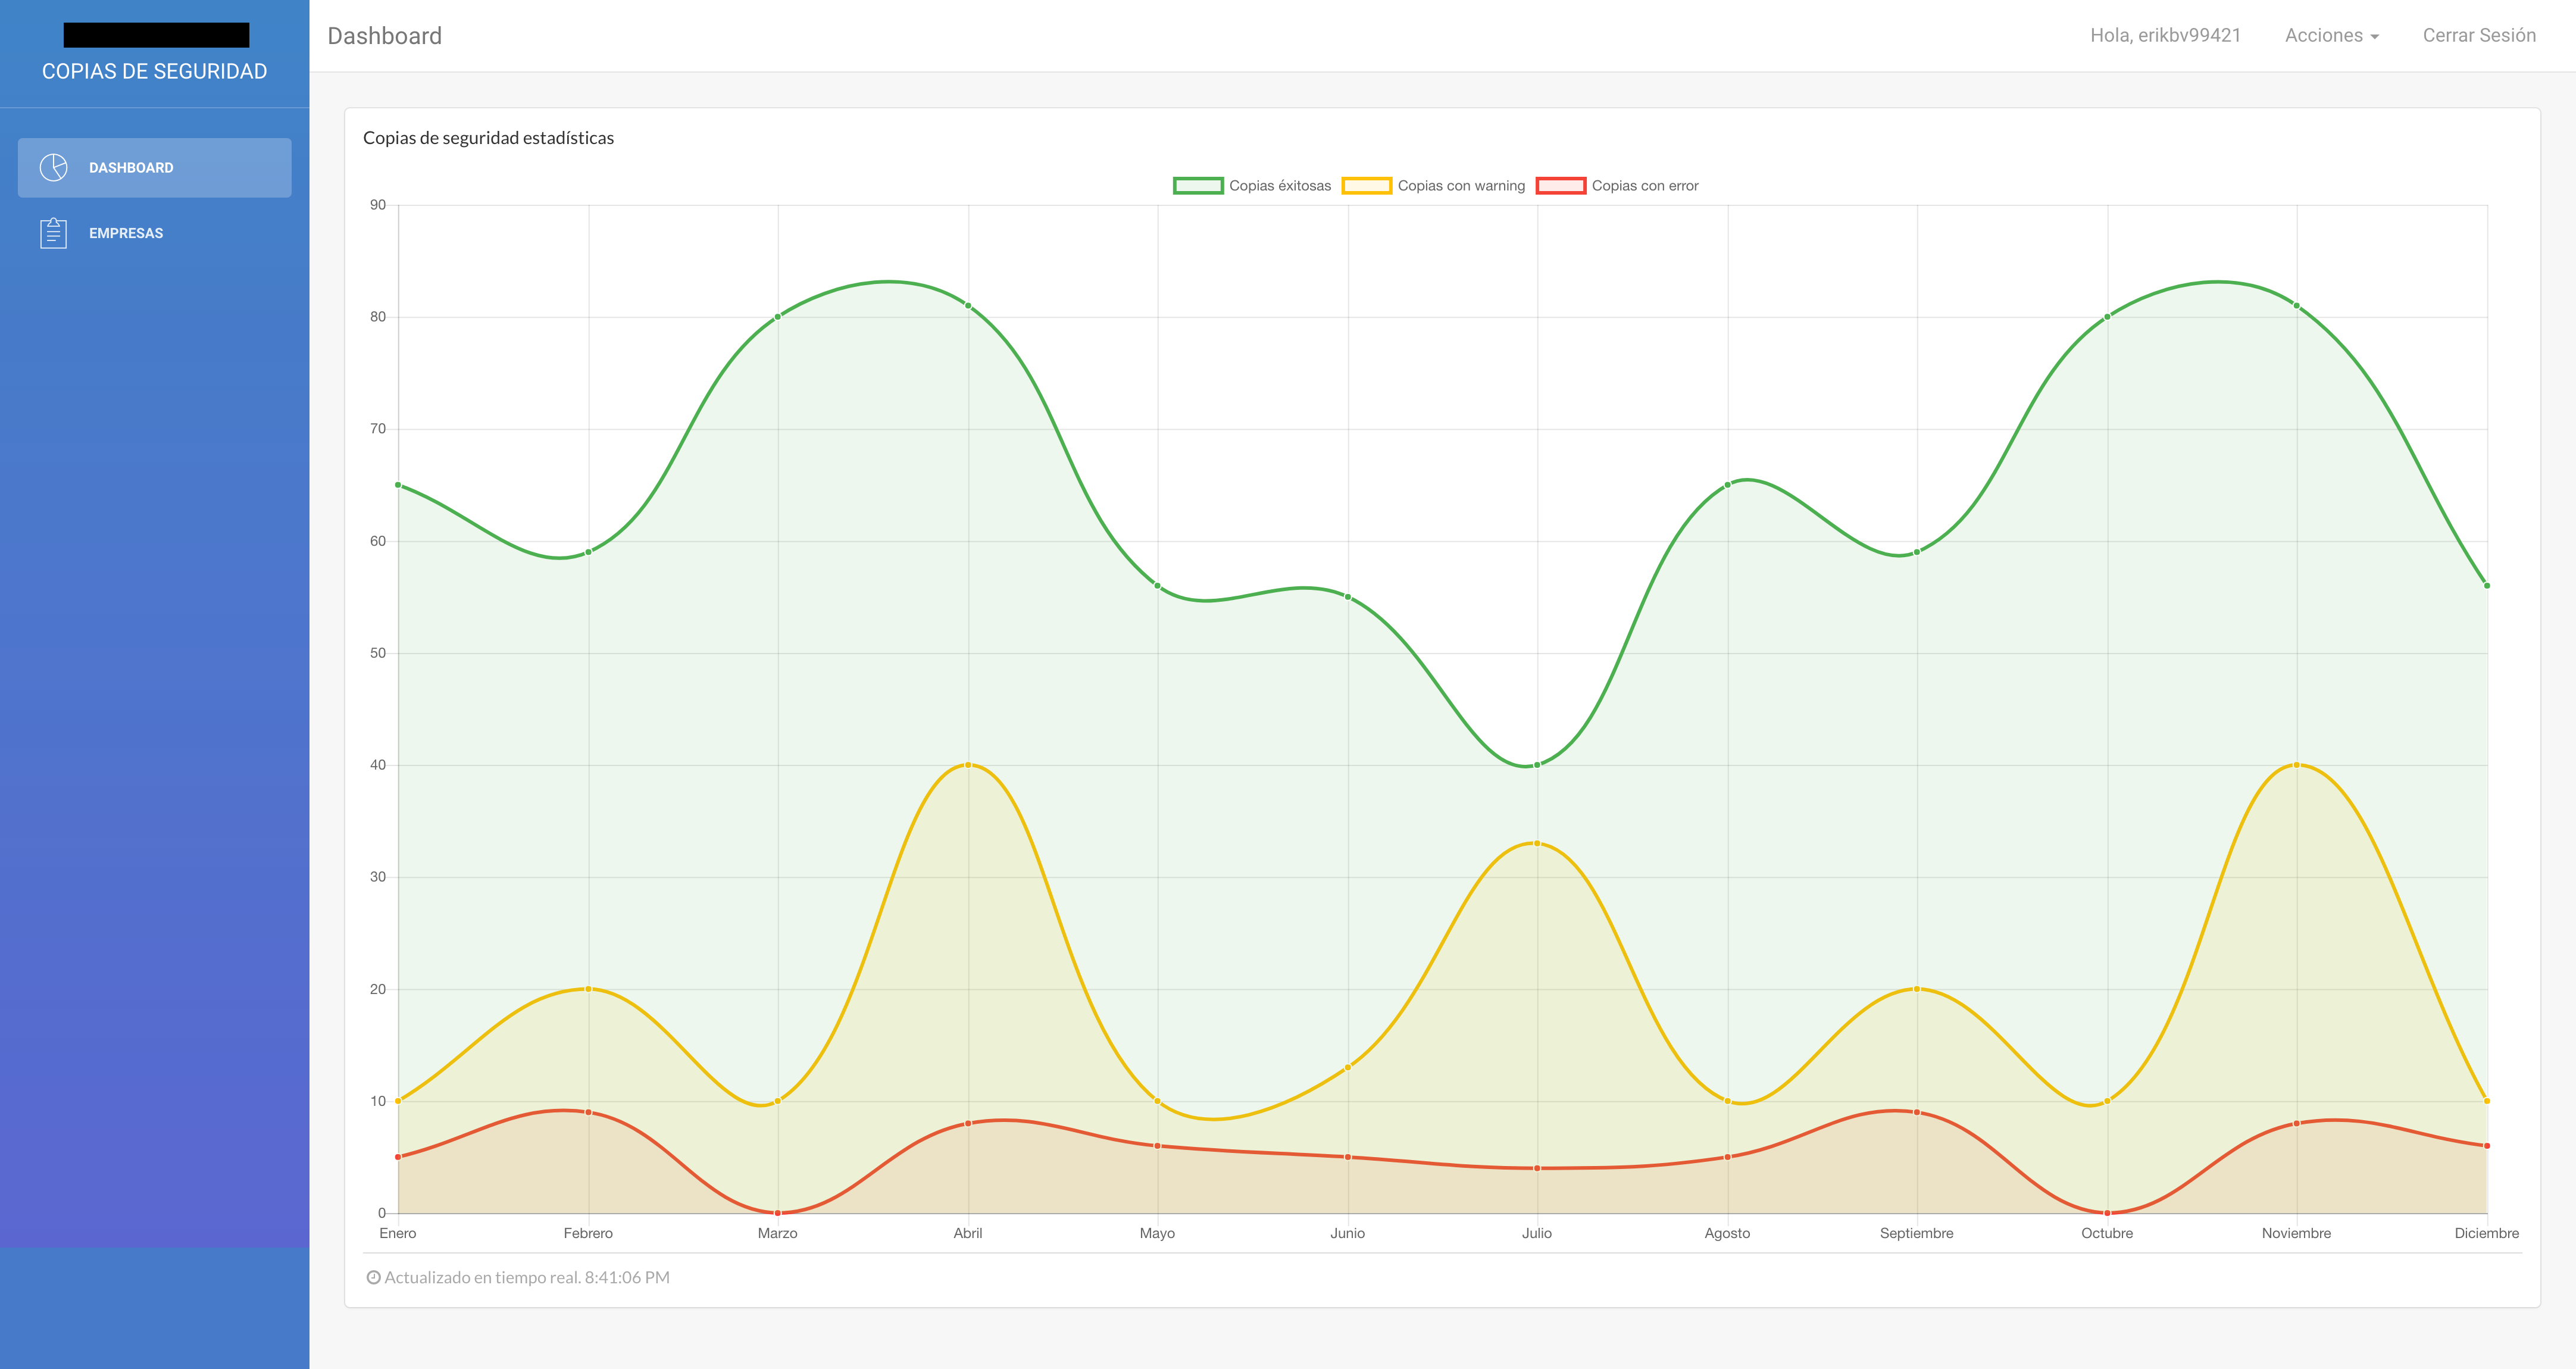 COPIAS DE SEGURIDAD
DASHBOARD
EMPRESAS
Dashboard
Hola, erikbv99421
Acciones
Cerrar Sesión
Copias de seguridad estadísticas
Copias éxitosas
Copias con warning
Copias con error
90
80
70
60
50
40
30
20
10
0
Enero
Febrero
Marzo
Abril
Mayo
Junio
Julio
Agosto
Septiembre
Octubre
Noviembre
Diciembre
Actualizado en tiempo real. 8:41:06 PM